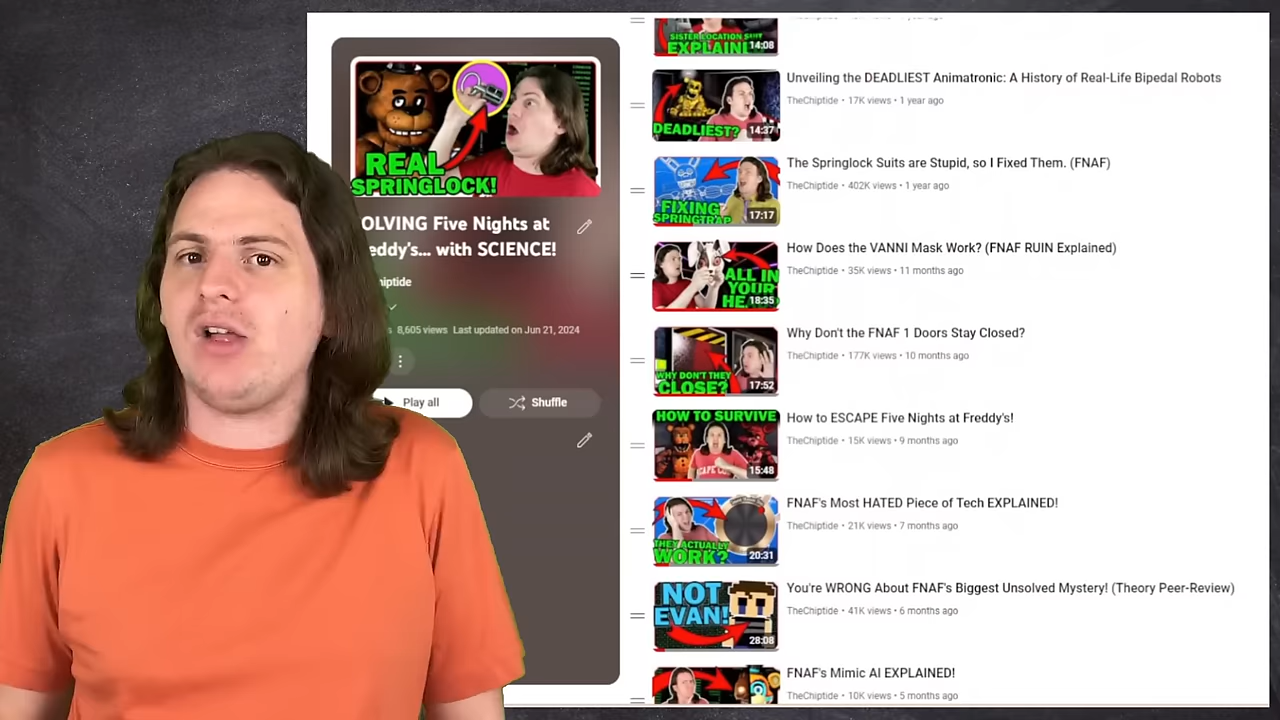 REAL
SPRINGLOCK!
OLVING Five Nights at
eddy's... with SCIENCE!
hiptide
8,605 views Last updated on Jun 21, 2024
Play all
Shuffle
SISTER LOCATION SUIT
EXPLAIN
14:08
DEADLIEST?
14:37
Unveiling the DEADLIEST Animatronic: A History of Real-Life Bipedal Robots
TheChiptide • 17K views • 1 year ago
FIXING
SPRINGTRAP
17:17
The Springlock Suits are Stupid, so I Fixed Them. (FNAF)
TheChiptide • 402K views • 1 year ago
ALL IN
YOUR
HE
18:35
How Does the VANNI Mask Work? (FNAF RUIN Explained)
TheChiptide • 35K views • 11 months ago
WHY DON'T THEY
CLOSE?
17:52
Why Don't the FNAF 1 Doors Stay Closed?
TheChiptide • 177K views • 10 months ago
HOW TO SURVIVE
15:48
How to ESCAPE Five Nights at Freddy's!
TheChiptide • 15K views • 9 months ago
THEY ACTUALLY
WORK?
20:31
FNAF's Most HATED Piece of Tech EXPLAINED!
TheChiptide • 21K views • 7 months ago
NOT
EVAN!
28:08
You're WRONG About FNAF's Biggest Unsolved Mystery! (Theory Peer-Review)
TheChiptide • 41K views • 6 months ago
FNAF's Mimic AI EXPLAINED!
TheChiptide • 10K views • 5 months ago